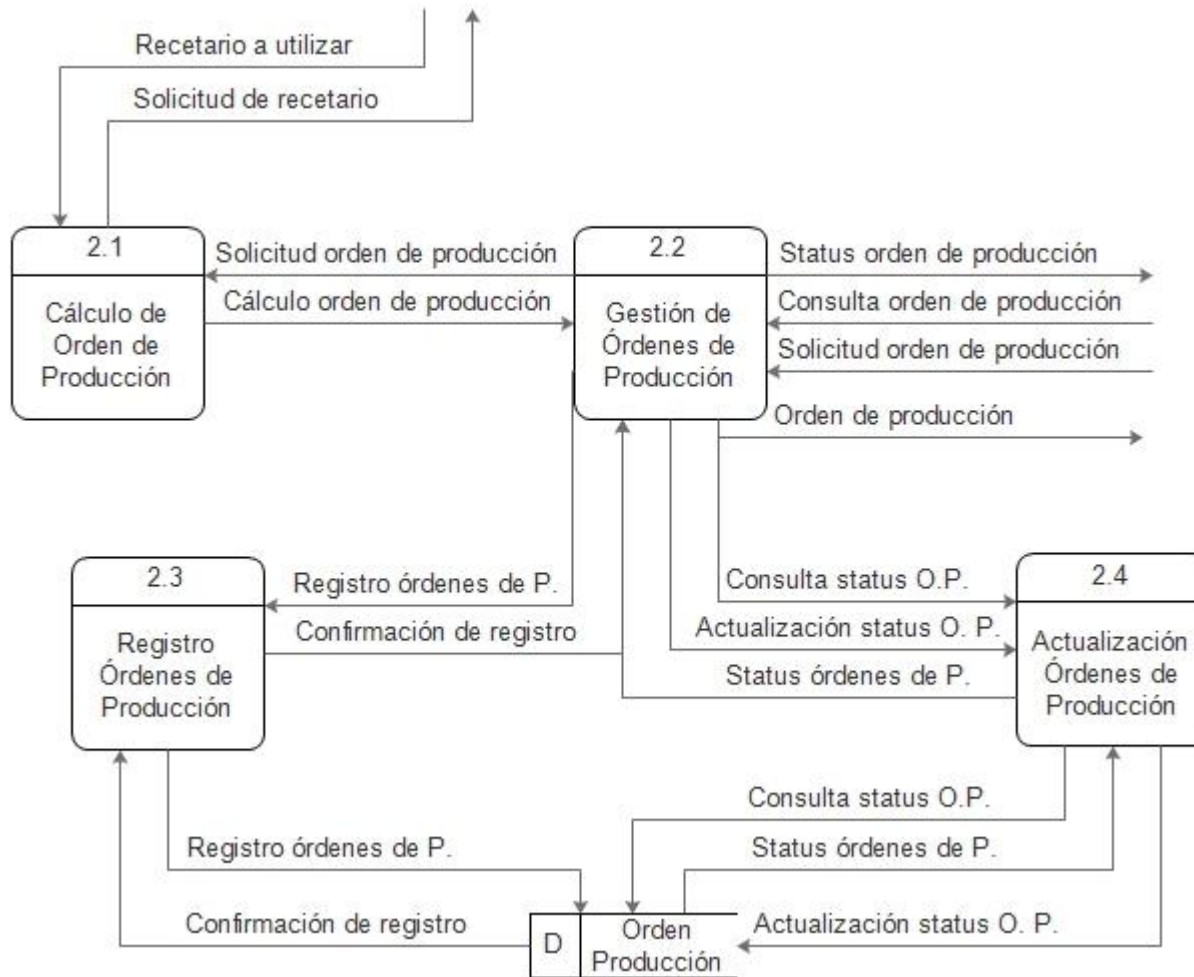 Recetario a utilizar
Solicitud de recetario
2.1
Cálculo de
Orden de
Producción
Solicitud orden de producción
Cálculo orden de producción
2.2
Gestión de
Órdenes de
Producción
Status orden de producción
Consulta orden de producción
Solicitud orden de producción
Orden de producción
2.3
Registro
Órdenes de
Producción
Registro órdenes de P.
Confirmación de registro
Consulta status O.P.
Actualización status O. P.
Status órdenes de P.
2.4
Actualización
Órdenes de
Producción
Registro órdenes de P.
Confirmación de registro
Consulta status O.P.
Status órdenes de P.
Actualización status O. P.
D
Orden
Producción